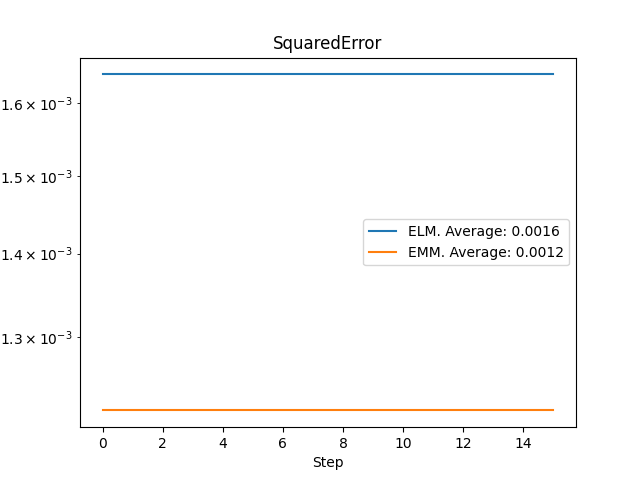 SquaredError
1.6 × 10⁻³
1.5 × 10⁻³
1.4 × 10⁻³
1.3 × 10⁻³
ELM. Average: 0.0016
EMM. Average: 0.0012
0 2 4 6 8 10 12 14
Step